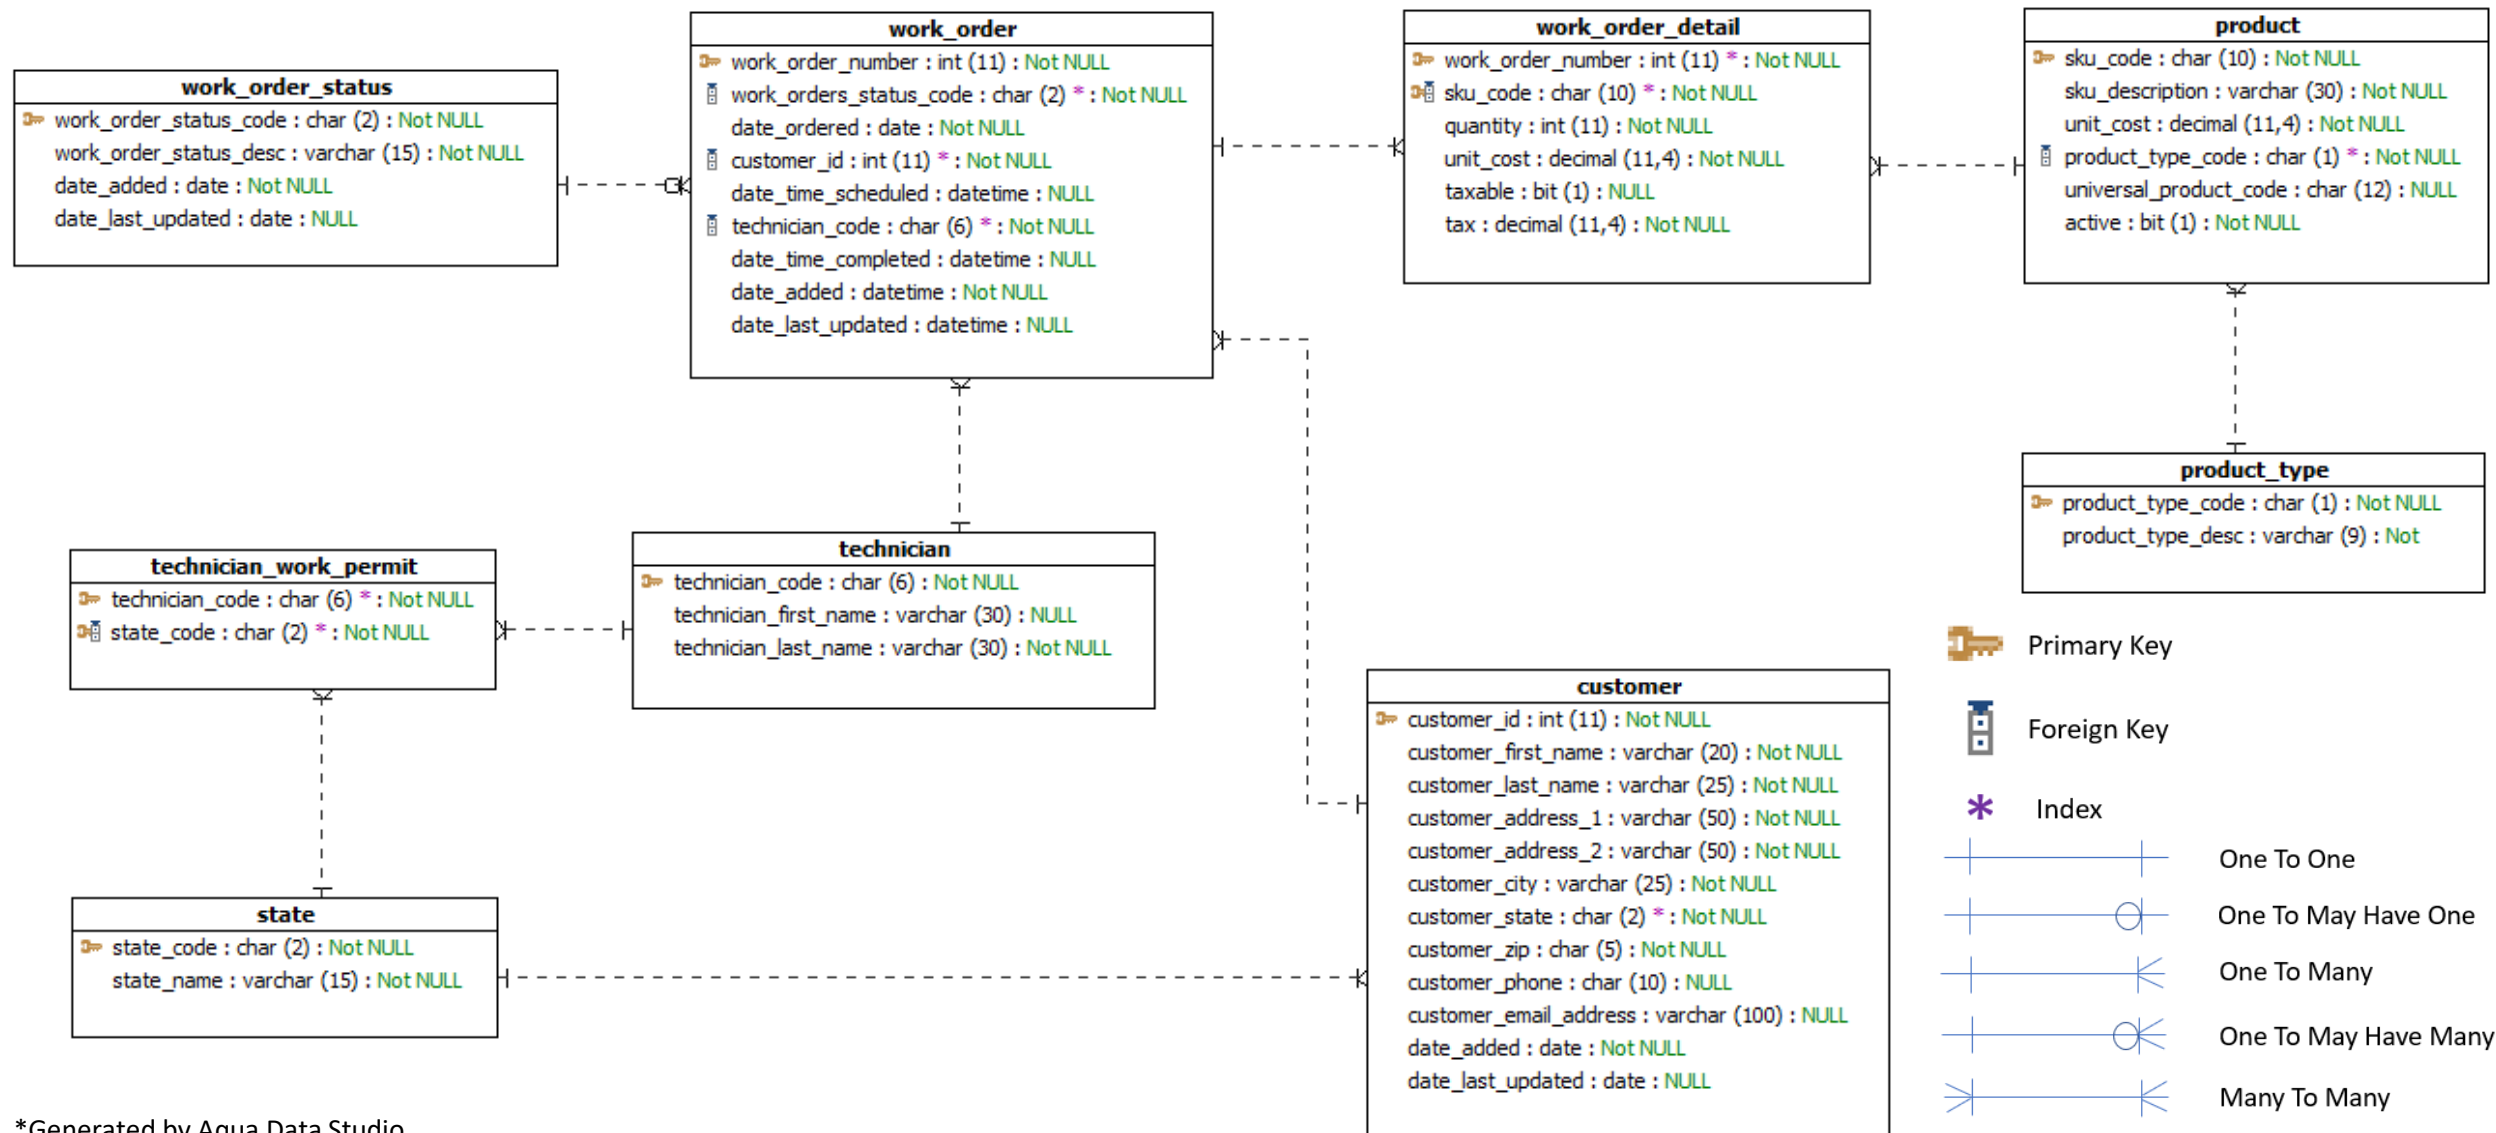 work_order_status
work_order_status_code : char (2) : Not NULL
work_order_status_desc : varchar (15) : Not NULL
date_added : date : Not NULL
date_last_updated : date : NULL
work_order
work_order_number : int (11) : Not NULL
work_orders_status_code : char (2) * : Not NULL
date_ordered : date : Not NULL
customer_id : int (11) * : Not NULL
date_time_scheduled : datetime : NULL
technician_code : char (6) * : Not NULL
date_time_completed : datetime : NULL
date_added : datetime : Not NULL
date_last_updated : datetime : NULL
work_order_detail
work_order_number : int (11) * : Not NULL
sku_code : char (10) * : Not NULL
quantity : int (11) : Not NULL
unit_cost : decimal (11,4) : Not NULL
taxable : bit (1) : NULL
tax : decimal (11,4) : Not NULL
product
sku_code : char (10) : Not NULL
sku_description : varchar (30) : Not NULL
unit_cost : decimal (11,4) : Not NULL
product_type_code : char (1) * : Not NULL
universal_product_code : char (12) : NULL
active : bit (1) : Not NULL
product_type
product_type_code : char (1) : Not NULL
product_type_desc : varchar (9) : Not
technician_work_permit
technician_code : char (6) * : Not NULL
state_code : char (2) * : Not NULL
technician
technician_code : char (6) : Not NULL
technician_first_name : varchar (30) : NULL
technician_last_name : varchar (30) : Not NULL
state
state_code : char (2) : Not NULL
state_name : varchar (15) : Not NULL
customer
customer_id : int (11) : Not NULL
customer_first_name : varchar (20) : Not NULL
customer_last_name : varchar (25) : Not NULL
customer_address_1 : varchar (50) : Not NULL
customer_address_2 : varchar (50) : Not NULL
customer_city : varchar (25) : Not NULL
customer_state : char (2) * : Not NULL
customer_zip : char (5) : Not NULL
customer_phone : char (10) : NULL
customer_email_address : varchar (100) : NULL
date_added : date : Not NULL
date_last_updated : date : NULL
Primary Key
Foreign Key
* Index
One To One
One To May Have One
One To Many
One To May Have Many
Many To Many
*Generated by Aqua Data Studio